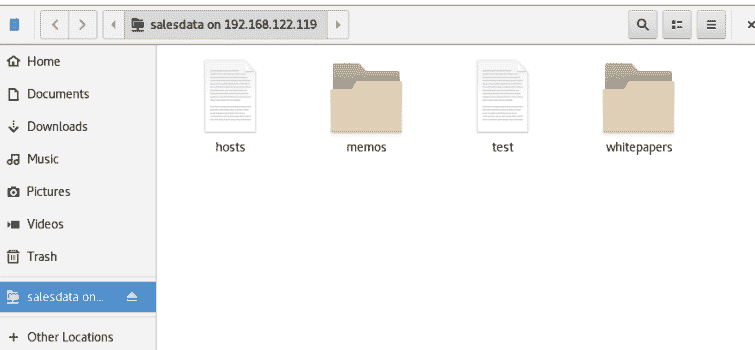 salesdata on 192.168.122.119
Home
Documents
Downloads
Music
Pictures
Videos
Trash
salesdata on...
Other Locations
hosts
memos
test
whitepapers